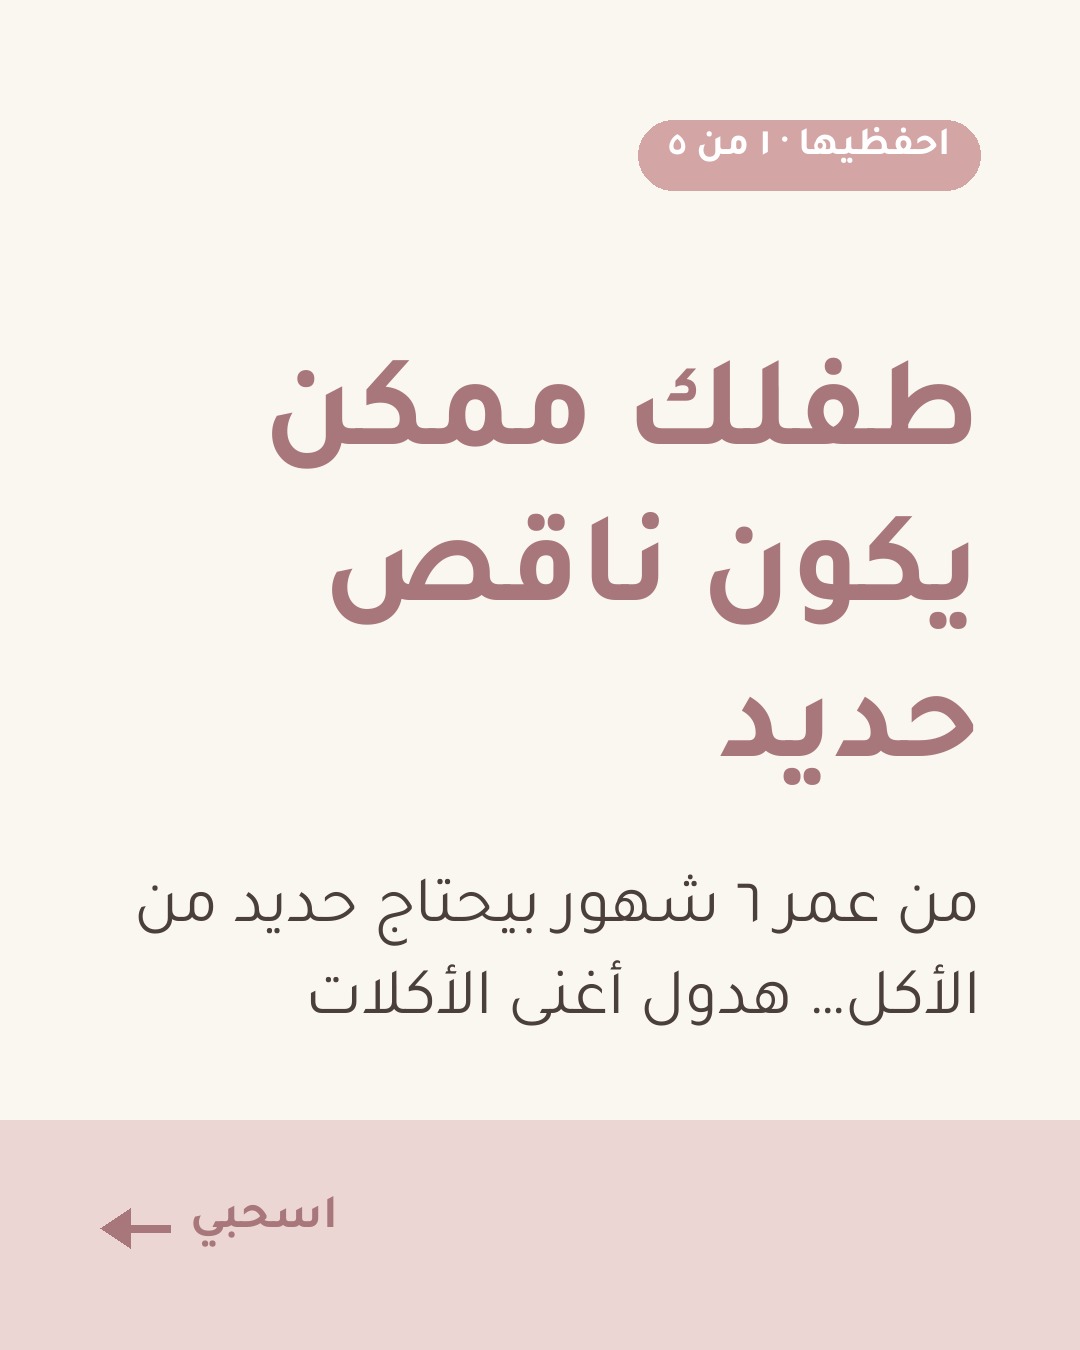 احفظيها · ١ من ٥
طفلك ممكن
يكون ناقص
حديد
من عمر ٦ شهور بيحتاج حديد من
الأكل... هدول أغنى الأكلات
اسحبي